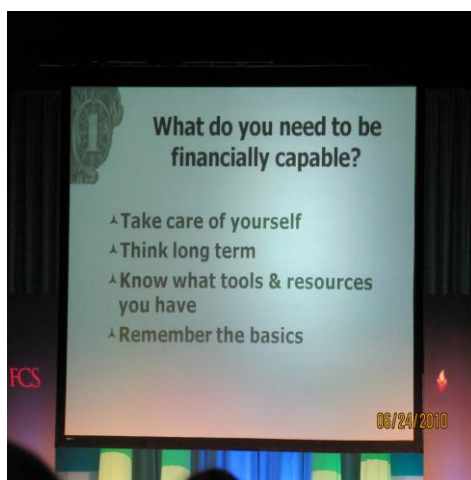 1
What do you need to be
financially capable?
Take care of yourself
Think long term
Know what tools & resources
you have
Remember the basics
FCS
06/24/2010